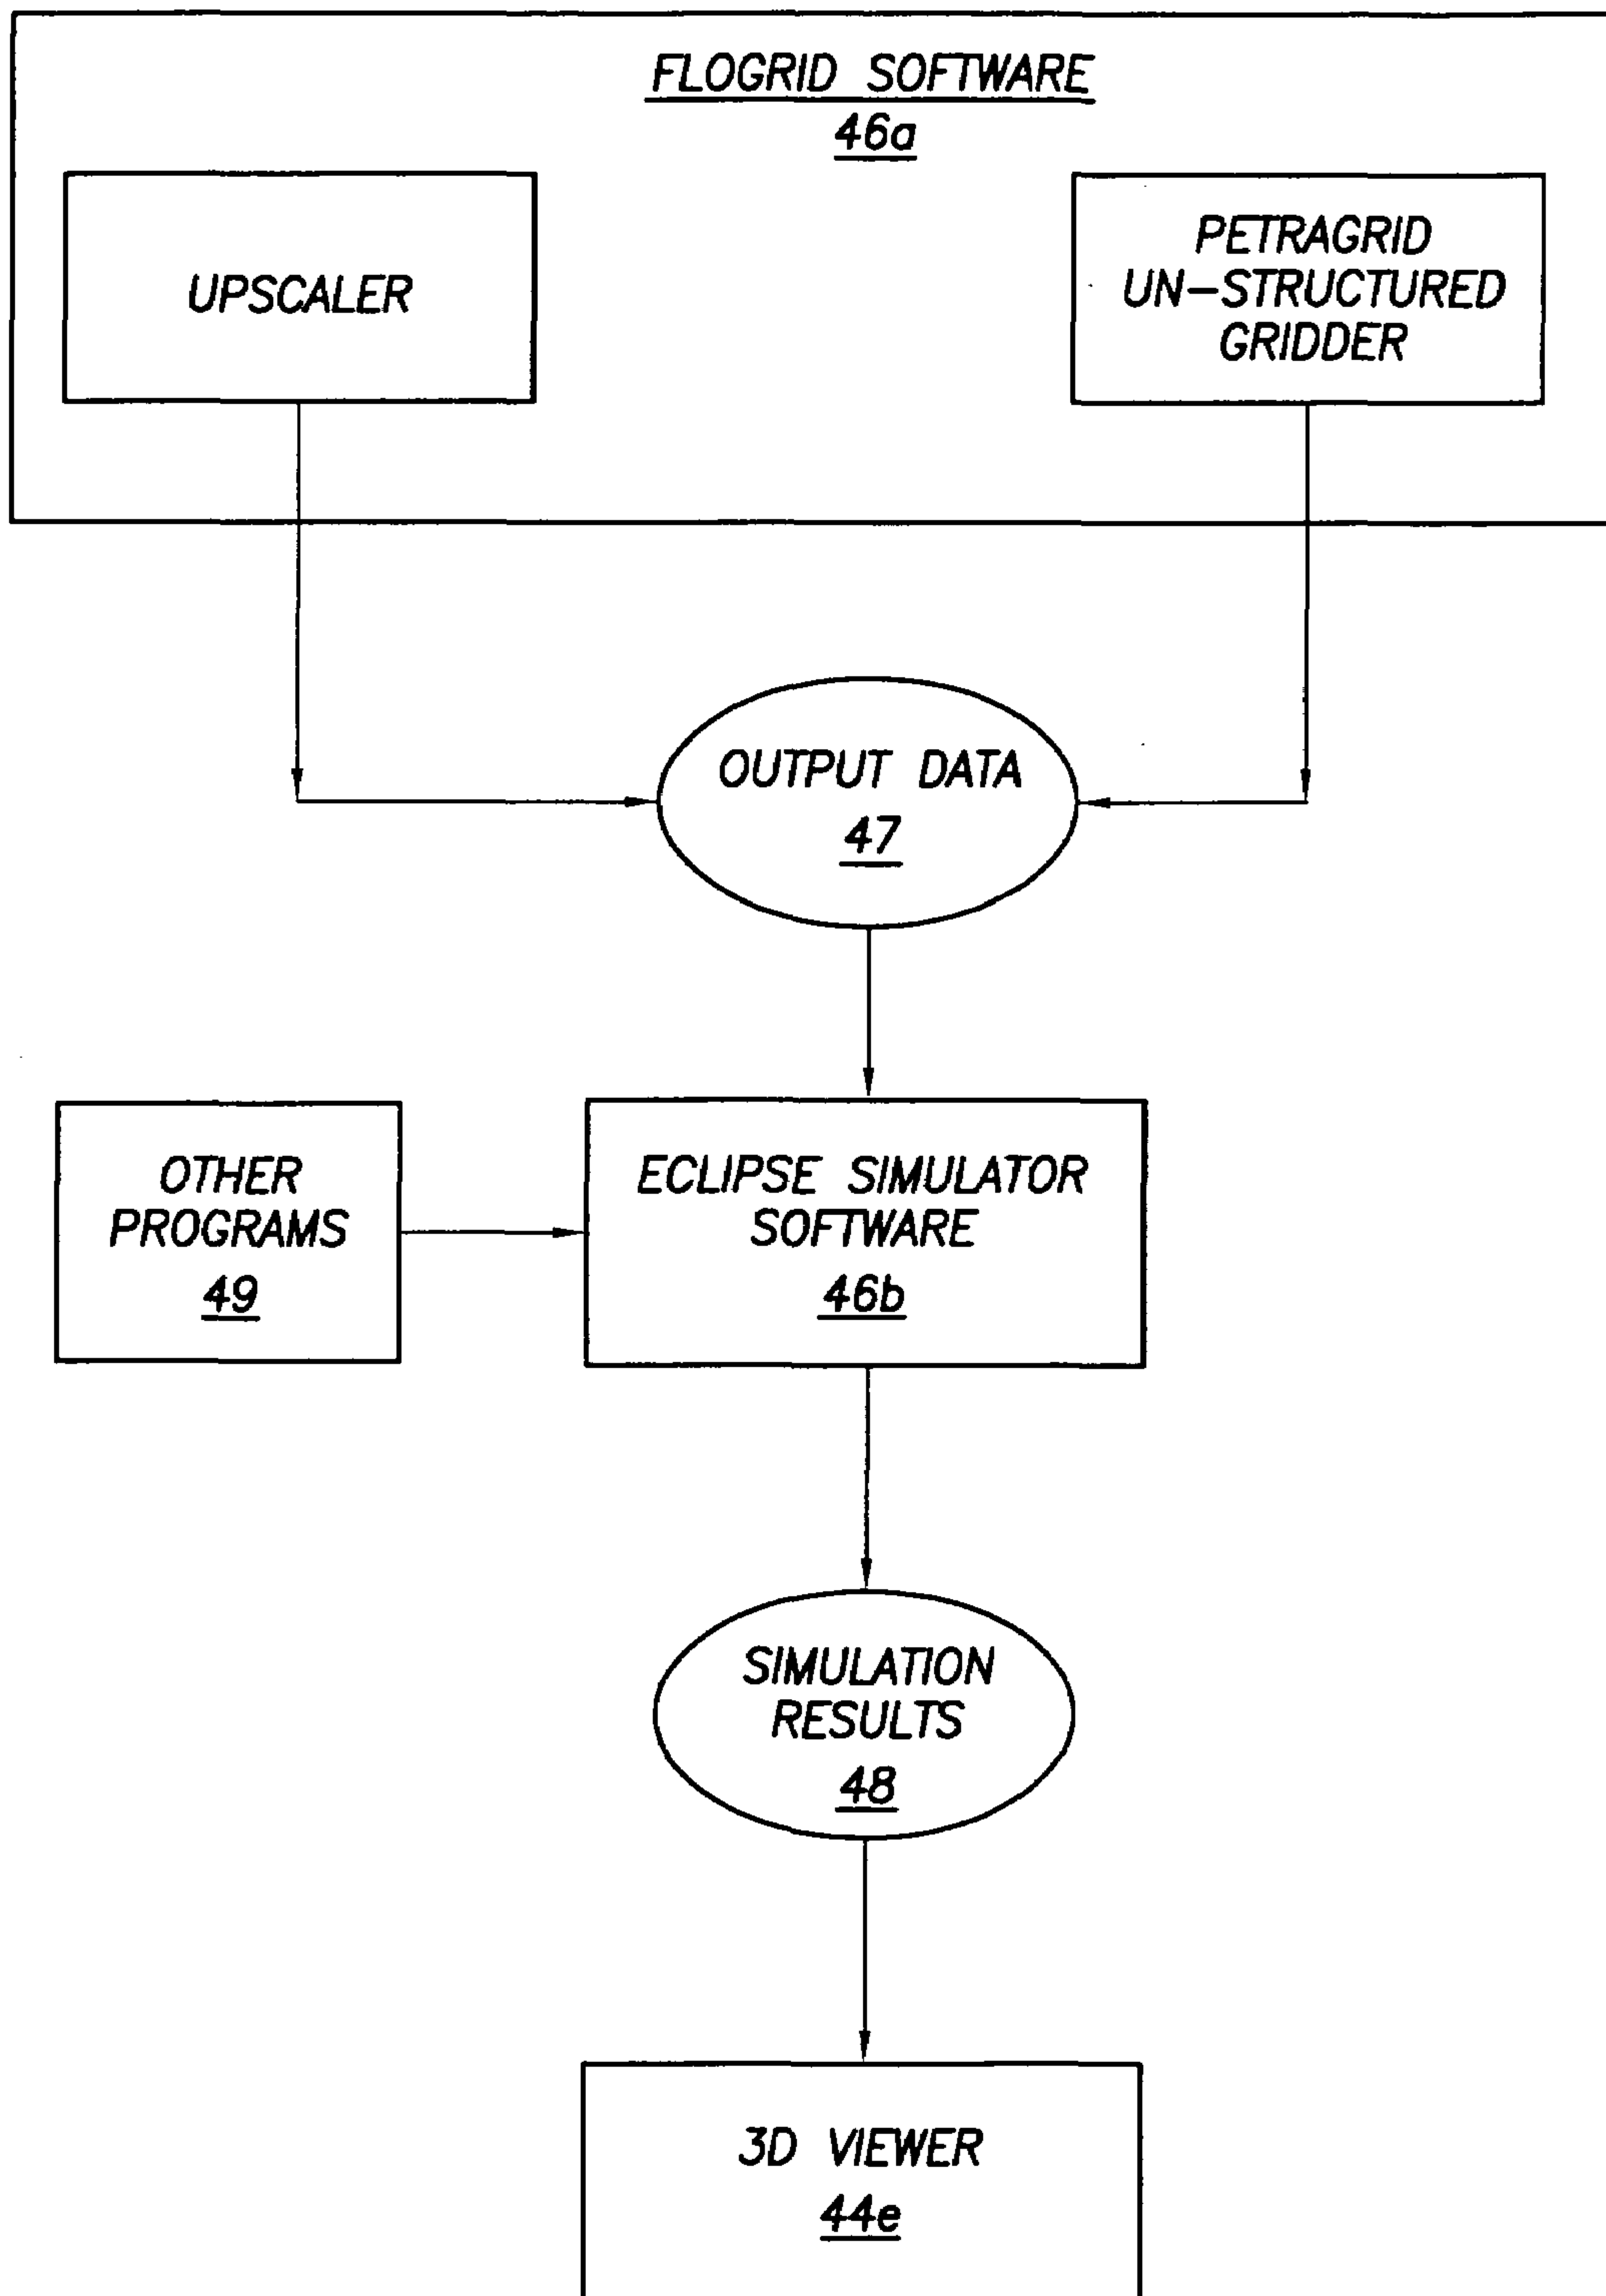 FLOGRID SOFTWARE
46a
UPSCALER
PETRAGRID
UN-STRUCTURED
GRIDDER
OUTPUT DATA
47
OTHER
PROGRAMS
49
ECLIPSE SIMULATOR
SOFTWARE
46b
SIMULATION
RESULTS
48
3D VIEWER
44e